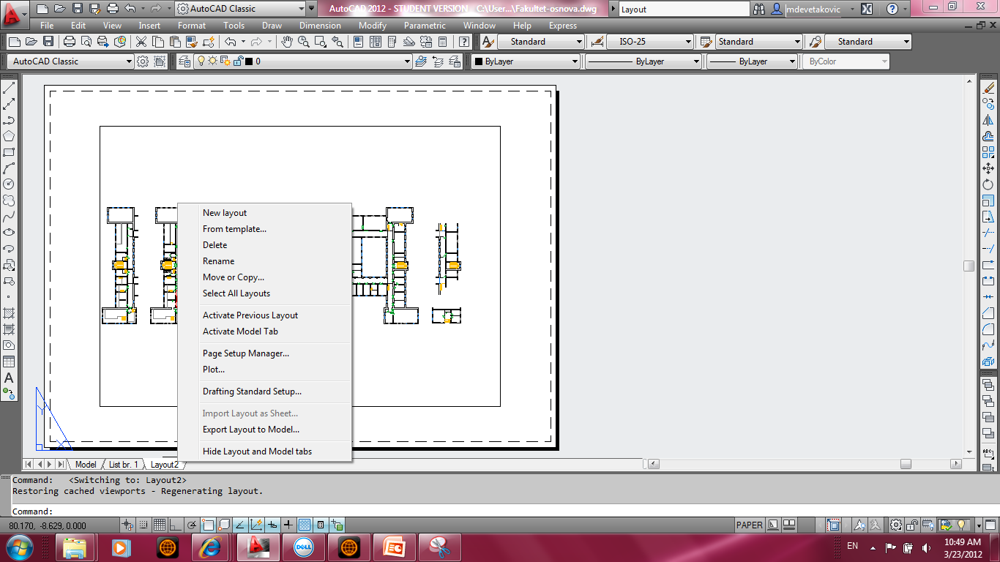 AutoCAD Classic
AutoCAD 2012 - STUDENT VERSION C:\User...\Fakultet-osnova.dwg
Layout
mdevetakovic
File Edit View Insert Format Tools Draw Dimension Modify Parametric Window Help Express
Standard ISO-25 Standard Standard
AutoCAD Classic 0 ByLayer ByLayer ByLayer ByColor
New layout
From template...
Delete
Rename
Move or Copy...
Select All Layouts
Activate Previous Layout
Activate Model Tab
Page Setup Manager...
Plot...
Drafting Standard Setup...
Import Layout as Sheet...
Export Layout to Model...
Hide Layout and Model tabs
Model List br. 1 Layout2
Command: <Switching to: Layout2>
Restoring cached viewports - Regenerating layout.
Command:
80.170, -8.629, 0.000 PAPER
DELL
EN
10:49 AM
3/23/2012